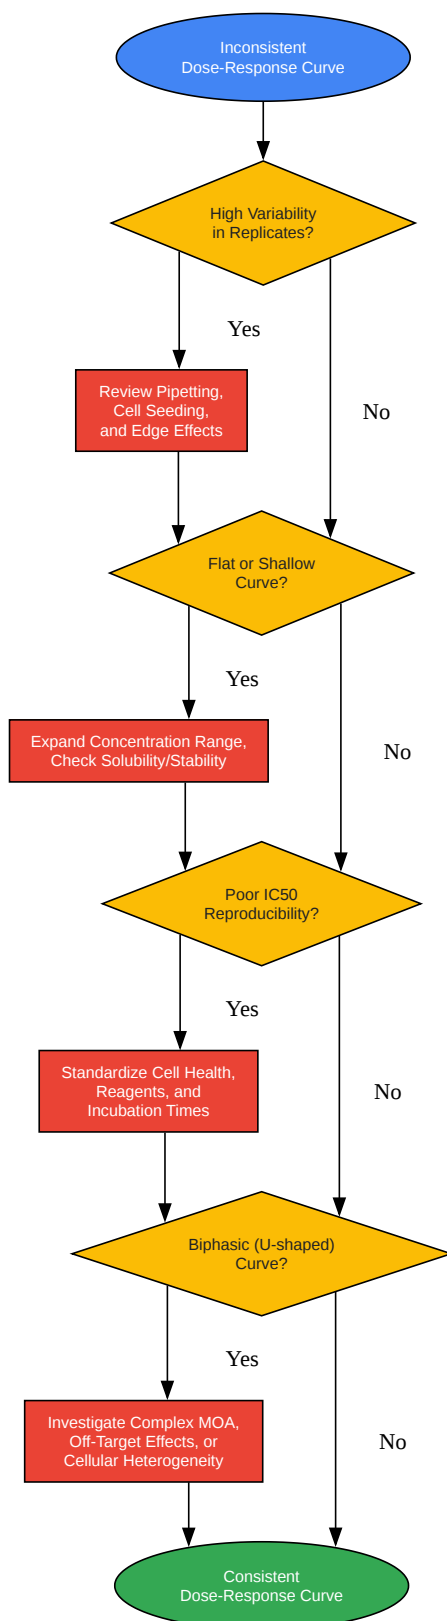 Inconsistent
Dose-Response Curve
High Variability
in Replicates?
Yes
Review Pipetting,
Cell Seeding,
and Edge Effects
No
Flat or Shallow
Curve?
Yes
Expand Concentration Range,
Check Solubility/Stability
No
Poor IC50
Reproducibility?
Yes
Standardize Cell Health,
Reagents, and
Incubation Times
No
Biphasic (U-shaped)
Curve?
Yes
Investigate Complex MOA,
Off-Target Effects, or
Cellular Heterogeneity
No
Consistent
Dose-Response Curve